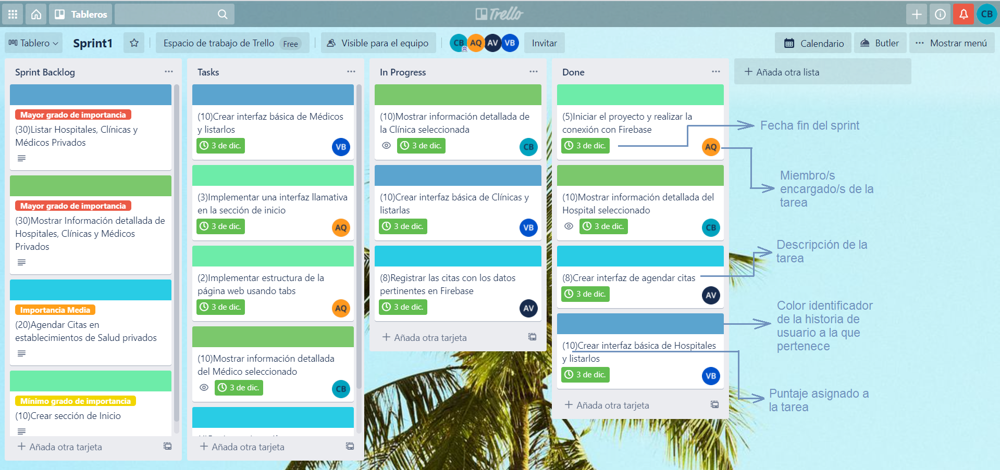 Tableros
Trello
CB
Tablero
Sprint1
Espacio de trabajo de Trello Free
Visible para el equipo
CB AQ AV VB
Invitar
Calendario
Butler
Mostrar menú
Sprint Backlog
Mayor grado de importancia
(30)Listar Hospitales, Clínicas y
Médicos Privados
Mayor grado de importancia
(30)Mostrar Información detallada de
Hospitales, Clínicas y Médicos
Privados
Importancia Media
(20)Agendar Citas en
establecimientos de Salud privados
Mínimo grado de importancia
(10)Crear sección de Inicio
+ Añada otra tarjeta
Tasks
(10)Crear interfaz básica de Médicos
y listarlos
3 de dic.
VB
(3)Implementar una interfaz llamativa
en la sección de inicio
3 de dic.
AQ
(2)Implementar estructura de la
página web usando tabs
3 de dic.
AQ
(10)Mostrar información detallada
del Médico seleccionado
3 de dic.
CB
+ Añada otra tarjeta
In Progress
(10)Mostrar información detallada de
la Clínica seleccionada
3 de dic.
CB
(10)Crear interfaz básica de Clínicas y
listarlas
3 de dic.
VB
(8)Registrar las citas con los datos
pertinentes en Firebase
3 de dic.
AV
+ Añada otra tarjeta
Done
(5)Iniciar el proyecto y realizar la
conexión con Firebase
3 de dic.
AQ
(10)Mostrar información detallada del
Hospital seleccionado
3 de dic.
CB
(8)Crear interfaz de agendar citas
3 de dic.
AV
(10)Crear interfaz básica de Hospitales
y listarlos
3 de dic.
VB
+ Añada otra tarjeta
+ Añada otra lista
Fecha fin del sprint
Miembro/s
encargado/s de la
tarea
Descripción de la
tarea
Color identificador
de la historia de
usuario a la que
pertenece
Puntaje asignado a
la tarea